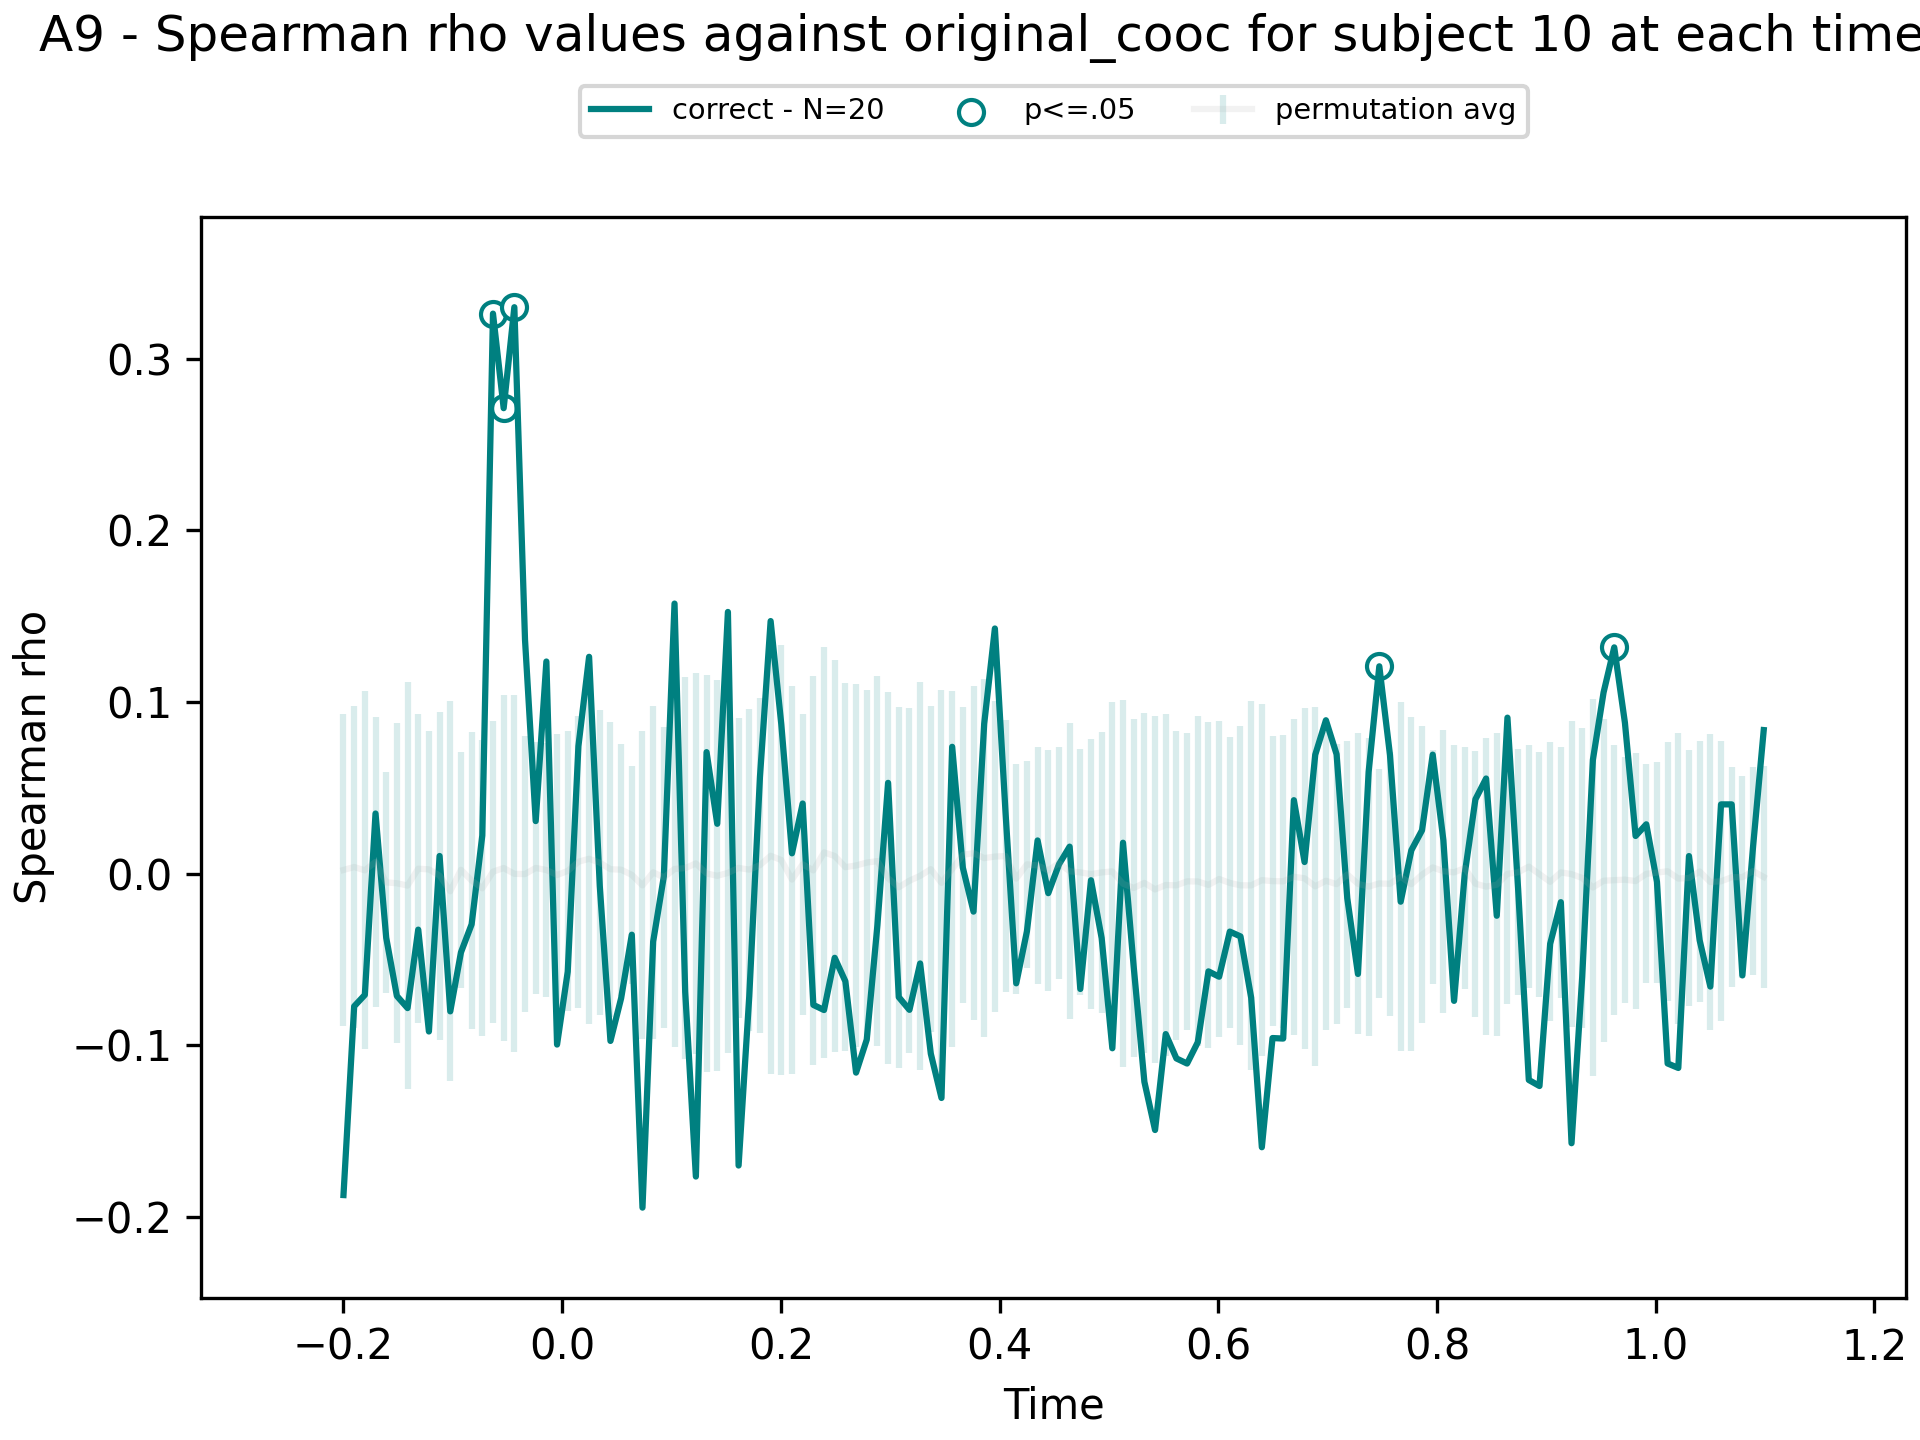 A9 - Spearman rho values against original_cooc for subject 10 at each time
correct - N=20 p<=.05 permutation avg
Spearman rho
0.3
0.2
0.1
0.0
−0.1
−0.2
−0.2 0.0 0.2 0.4 0.6 0.8 1.0 1.2
Time